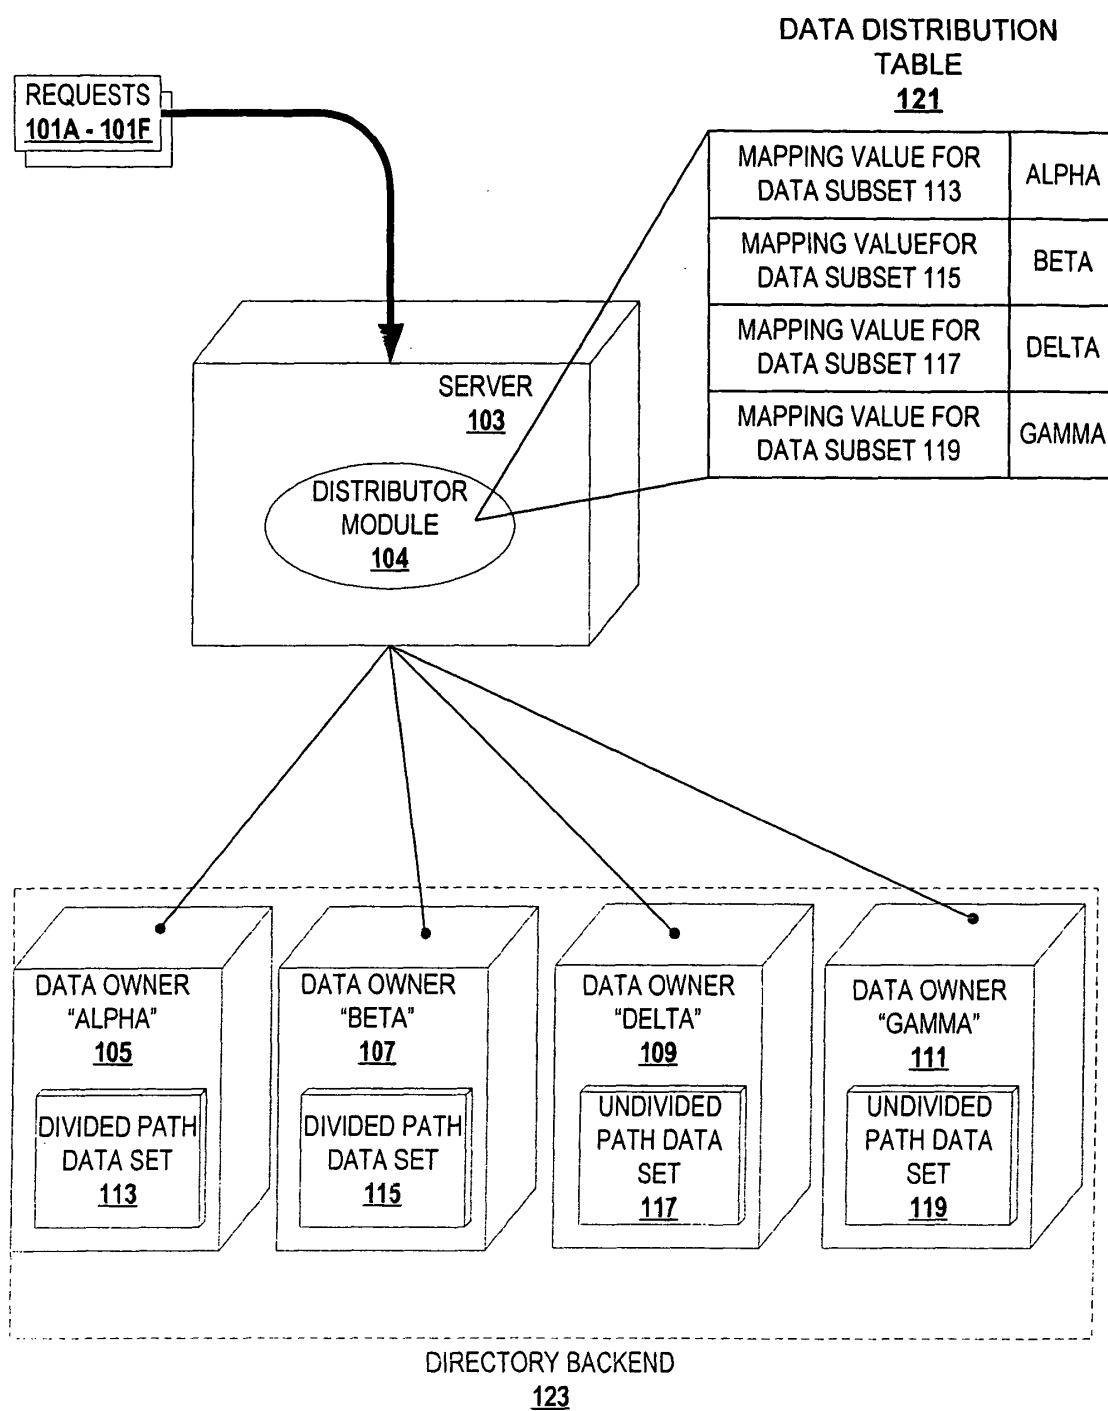 DATA DISTRIBUTION
TABLE
121
REQUESTS
101A - 101F
MAPPING VALUE FOR
DATA SUBSET 113
ALPHA
MAPPING VALUEFOR
DATA SUBSET 115
BETA
MAPPING VALUE FOR
DATA SUBSET 117
DELTA
MAPPING VALUE FOR
DATA SUBSET 119
GAMMA
SERVER
103
DISTRIBUTOR
MODULE
104
DATA OWNER
“ALPHA”
105
DIVIDED PATH
DATA SET
113
DATA OWNER
“BETA”
107
DIVIDED PATH
DATA SET
115
DATA OWNER
“DELTA”
109
UNDIVIDED
PATH DATA
SET
117
DATA OWNER
“GAMMA”
111
UNDIVIDED
PATH DATA
SET
119
DIRECTORY BACKEND
123